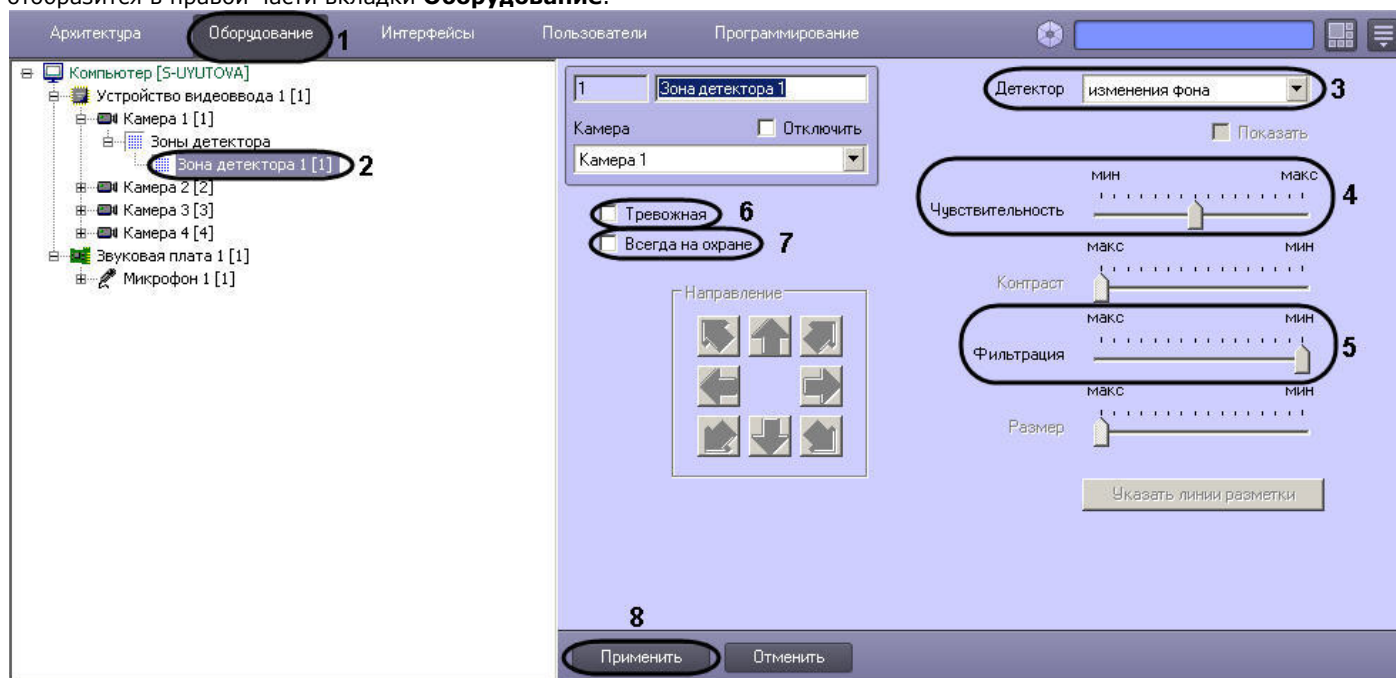 отобразится в правой части вкладки Оборудование.
Архитектура Оборудование 1 Интерфейсы Пользователи Программирование
Компьютер [S-UYUTOVA]
Устройство видеоввода 1 [1]
Камера 1 [1]
Зоны детектора
Зона детектора 1 [1] 2
Камера 2 [2]
Камера 3 [3]
Камера 4 [4]
Звуковая плата 1 [1]
Микрофон 1 [1]
1 Зона детектора 1
Камера Отключить
Камера 1
Тревожная 6
Всегда на охране 7
Направление
Детектор изменения фона 3
Показать
мин макс
Чувствительность 4
макс мин
Контраст
макс мин
Фильтрация 5
макс мин
Размер
Указать линии разметки
8
Применить Отменить